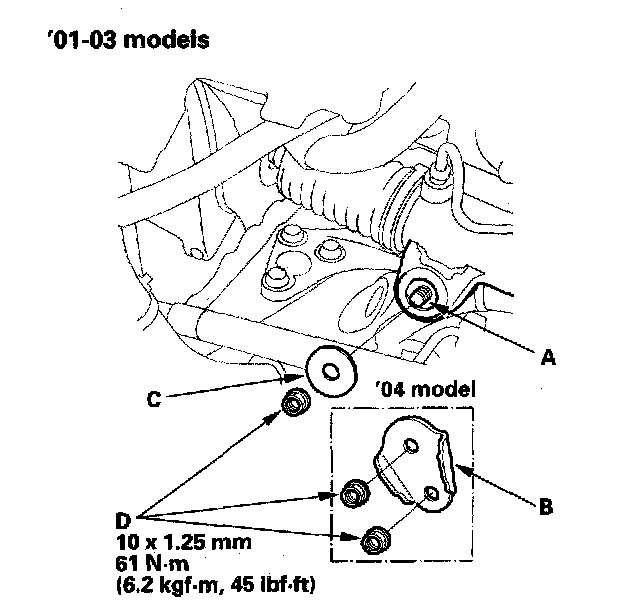 '01-03 models
A
C
'04 model
B
D
10 x 1.25 mm
61 N·m
(6.2 kgf·m, 45 lbf·ft)